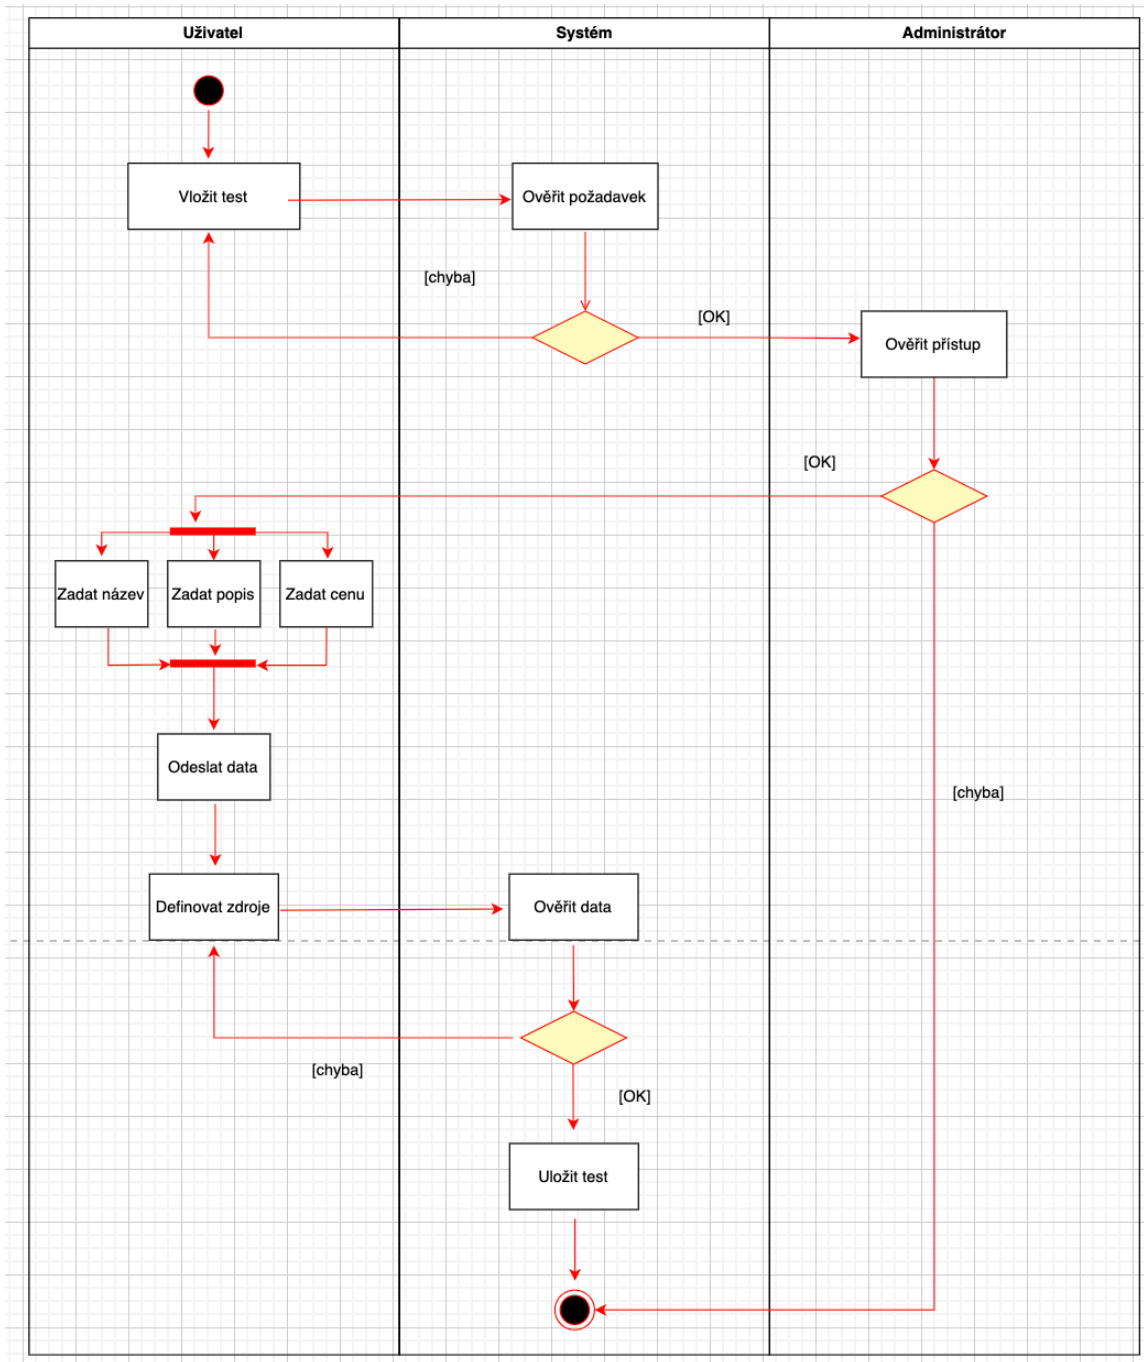 Uživatel
Systém
Administrátor
Vložit test
Ověřit požadavek
[chyba]
[OK]
Ověřit přístup
[OK]
Zadat název
Zadat popis
Zadat cenu
Odeslat data
[chyba]
Definovat zdroje
Ověřit data
[chyba]
[OK]
Uložit test